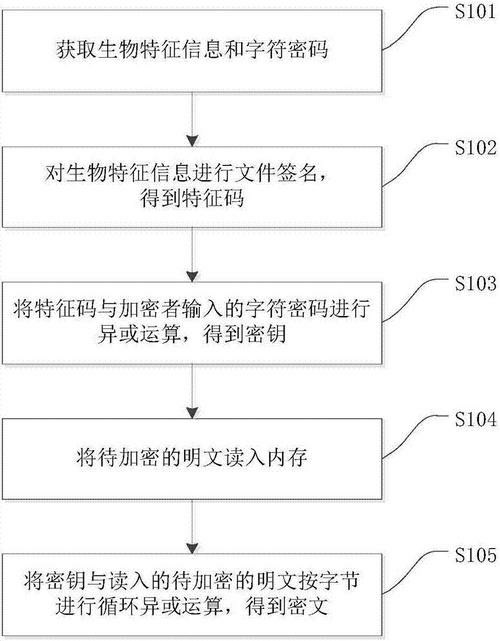 S101
获取生物特征信息和字符密码
S102
对生物特征信息进行文件签名，
得到特征码
S103
将特征码与加密者输入的字符密码进行
异或运算，得到密钥
S104
将待加密的明文读入内存
S105
将密钥与读入的待加密的明文按字节
进行循环异或运算，得到密文